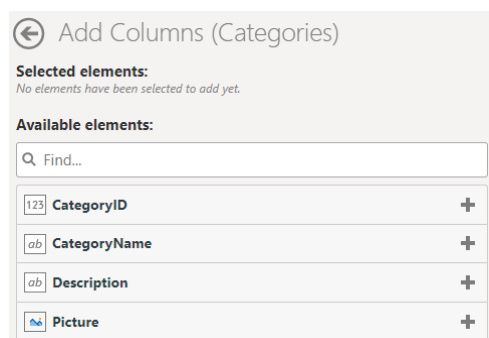 Add Columns (Categories)
Selected elements:
No elements have been selected to add yet.
Available elements:
Find...
123 CategoryID
ab CategoryName
ab Description
Picture